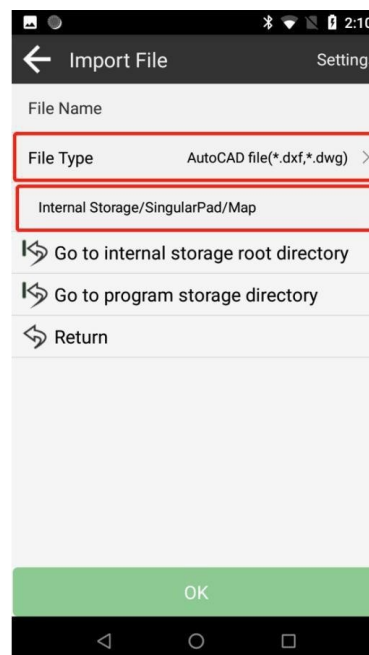 2:10
Import File
Setting
File Name
File Type
AutoCAD file(*.dxf,*.dwg)
Internal Storage/SingularPad/Map
Go to internal storage root directory
Go to program storage directory
Return
OK